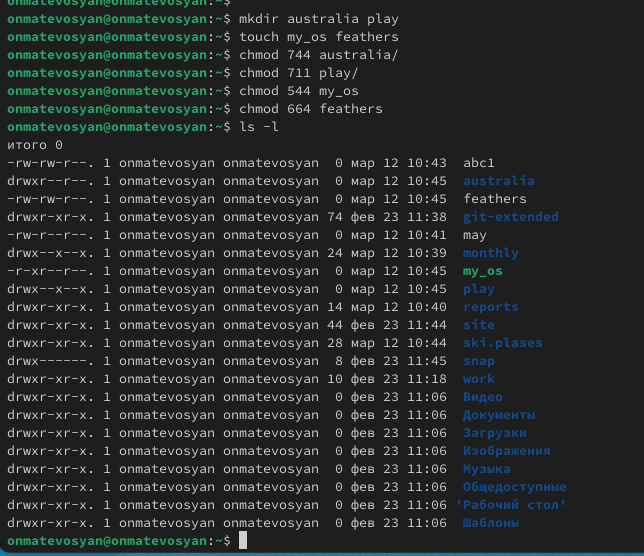 onmatevosyan@onmatevosyan:~$
onmatevosyan@onmatevosyan:~$ mkdir australia play
onmatevosyan@onmatevosyan:~$ touch my_os feathers
onmatevosyan@onmatevosyan:~$ chmod 744 australia/
onmatevosyan@onmatevosyan:~$ chmod 711 play/
onmatevosyan@onmatevosyan:~$ chmod 544 my_os
onmatevosyan@onmatevosyan:~$ chmod 664 feathers
onmatevosyan@onmatevosyan:~$ ls -l
итого 0
-rw-rw-r--. 1 onmatevosyan onmatevosyan  0 мар 12 10:43  abc1
drwxr--r--. 1 onmatevosyan onmatevosyan  0 мар 12 10:45  australia
-rw-rw-r--. 1 onmatevosyan onmatevosyan  0 мар 12 10:45  feathers
drwxr-xr-x. 1 onmatevosyan onmatevosyan 74 фев 23 11:38  git-extended
-rw-r--r--. 1 onmatevosyan onmatevosyan  0 мар 12 10:41  may
drwx--x--x. 1 onmatevosyan onmatevosyan 24 мар 12 10:39  monthly
-r-xr--r--. 1 onmatevosyan onmatevosyan  0 мар 12 10:45  my_os
drwx--x--x. 1 onmatevosyan onmatevosyan  0 мар 12 10:45  play
drwxr-xr-x. 1 onmatevosyan onmatevosyan 14 мар 12 10:40  reports
drwxr-xr-x. 1 onmatevosyan onmatevosyan 44 фев 23 11:44  site
drwxr-xr-x. 1 onmatevosyan onmatevosyan 28 мар 12 10:44  ski.plases
drwx------. 1 onmatevosyan onmatevosyan  8 фев 23 11:45  snap
drwxr-xr-x. 1 onmatevosyan onmatevosyan 10 фев 23 11:18  work
drwxr-xr-x. 1 onmatevosyan onmatevosyan  0 фев 23 11:06  Видео
drwxr-xr-x. 1 onmatevosyan onmatevosyan  0 фев 23 11:06  Документы
drwxr-xr-x. 1 onmatevosyan onmatevosyan  0 фев 23 11:06  Загрузки
drwxr-xr-x. 1 onmatevosyan onmatevosyan  0 фев 23 11:06  Изображения
drwxr-xr-x. 1 onmatevosyan onmatevosyan  0 фев 23 11:06  Музыка
drwxr-xr-x. 1 onmatevosyan onmatevosyan  0 фев 23 11:06  Общедоступные
drwxr-xr-x. 1 onmatevosyan onmatevosyan  0 фев 23 11:06 'Рабочий стол'
drwxr-xr-x. 1 onmatevosyan onmatevosyan  0 фев 23 11:06  Шаблоны
onmatevosyan@onmatevosyan:~$